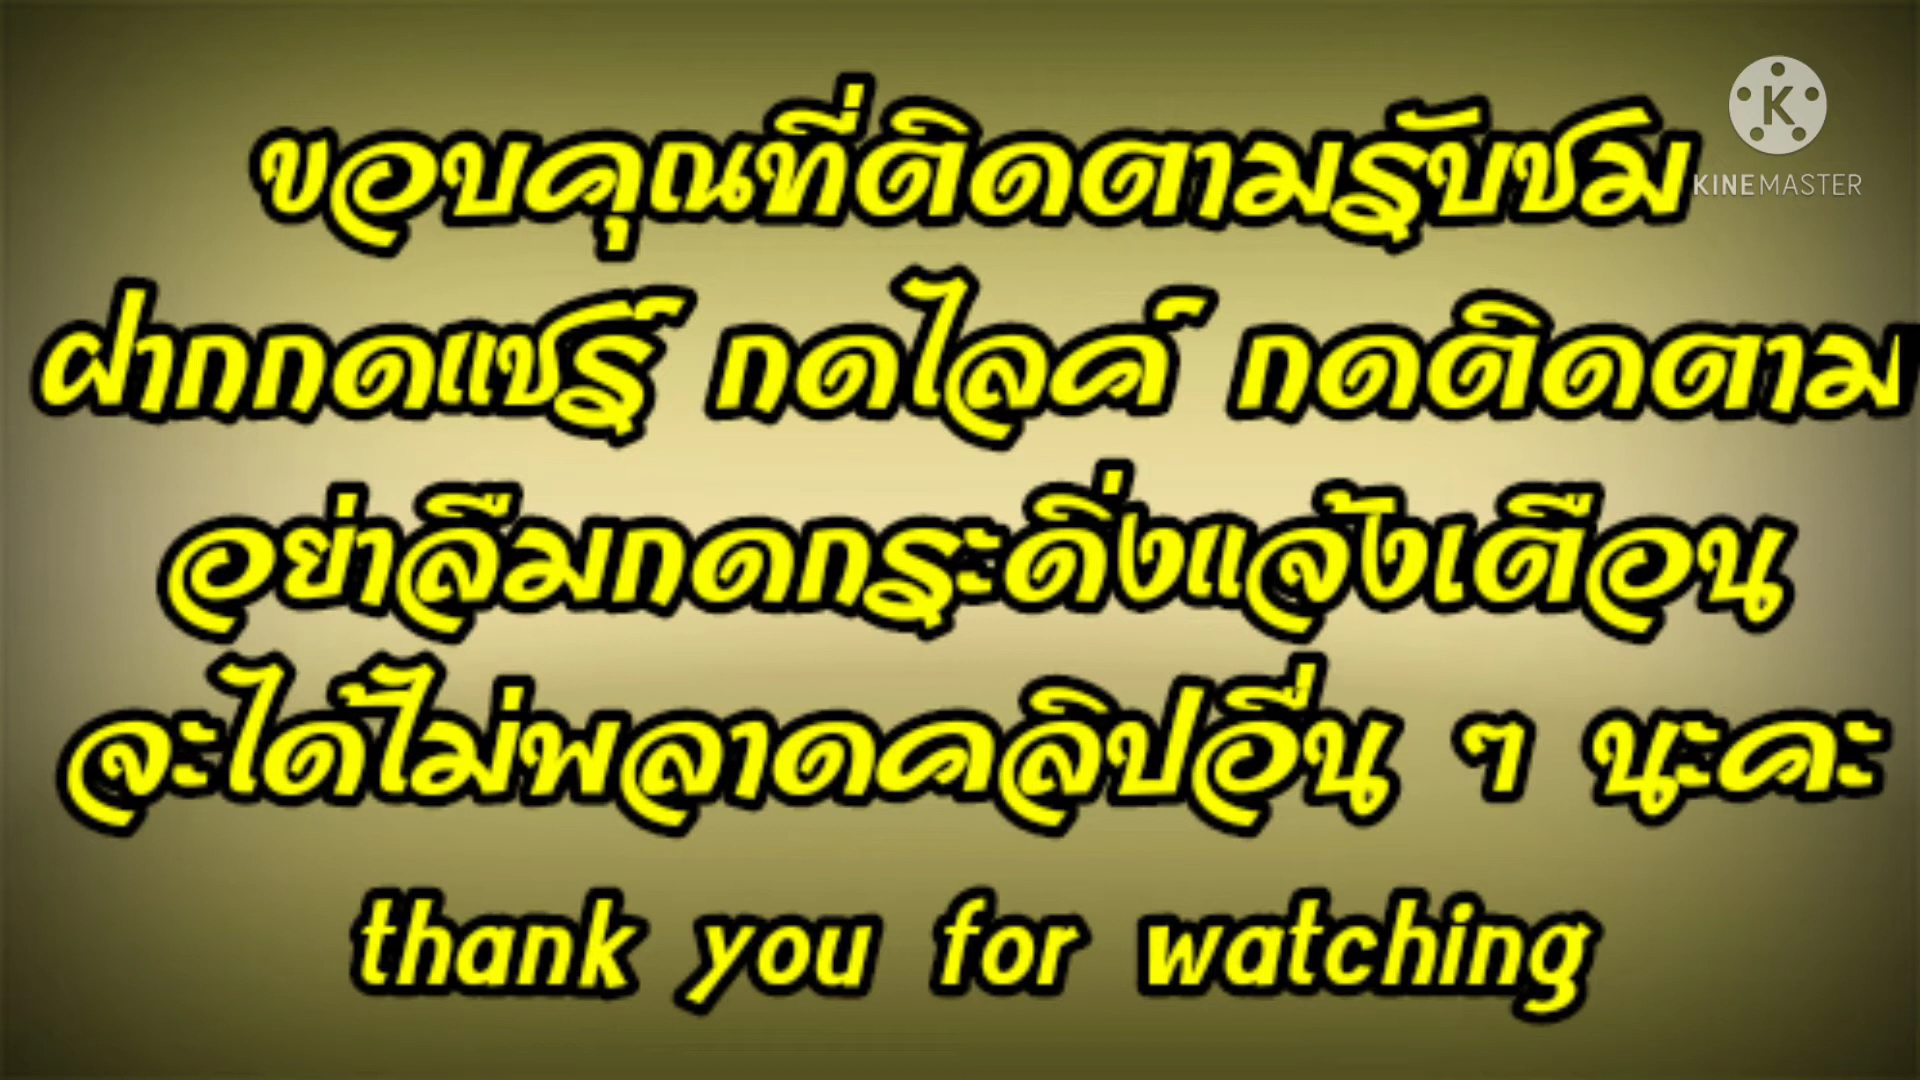 ขอบคุณที่ติดตามรับชม
K
KINEMASTER
ฝากกดแชร์ กดไลค์ กดติดตาม
อย่าลืมกดกระดิ่งแจ้งเตือน
จะได้ไม่พลาดคลิปอื่น ๆ นะคะ
thank you for watching